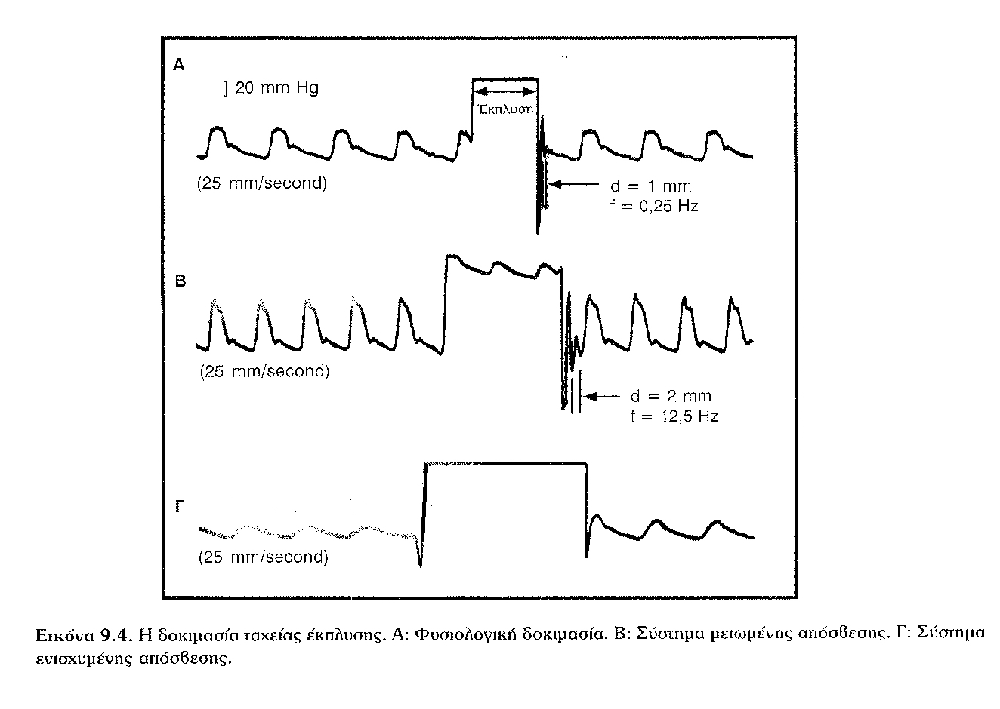 A
] 20 mm Hg
Έκπλυση
(25 mm/second)
d = 1 mm
f = 0,25 Hz
B
(25 mm/second)
d = 2 mm
f = 12,5 Hz
Γ
(25 mm/second)
Εικόνα 9.4. Η δοκιμασία ταχείας έκπλυσης. Α: Φυσιολογική δοκιμασία. Β: Σύστημα μειωμένης απόσβεσης. Γ: Σύστημα
ενισχυμένης απόσβεσης.